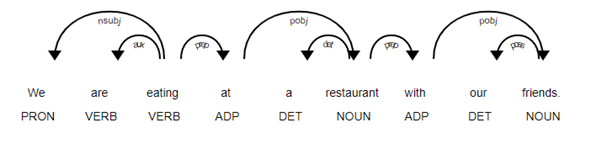 nsubj pobj pobj
aux prep det prep poss
We are eating at a restaurant with our friends.
PRON VERB VERB ADP DET NOUN ADP DET NOUN